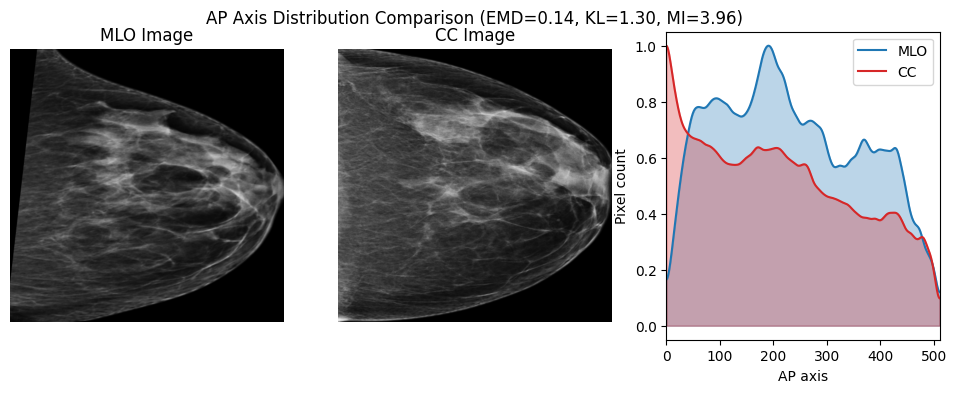 AP Axis Distribution Comparison (EMD=0.14, KL=1.30, MI=3.96)
MLO Image
CC Image
MLO
CC
Pixel count
1.0
0.8
0.6
0.4
0.2
0.0
0 100 200 300 400 500
AP axis